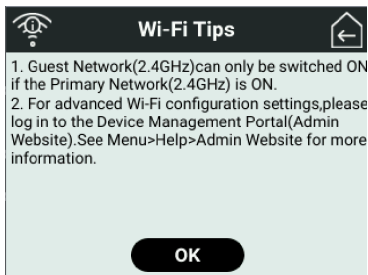 Wi-Fi Tips
1. Guest Network(2.4GHz)can only be switched ON
if the Primary Network(2.4GHz) is ON.
2. For advanced Wi-Fi configuration settings,please
log in to the Device Management Portal(Admin
Website).See Menu>Help>Admin Website for more
information.
OK